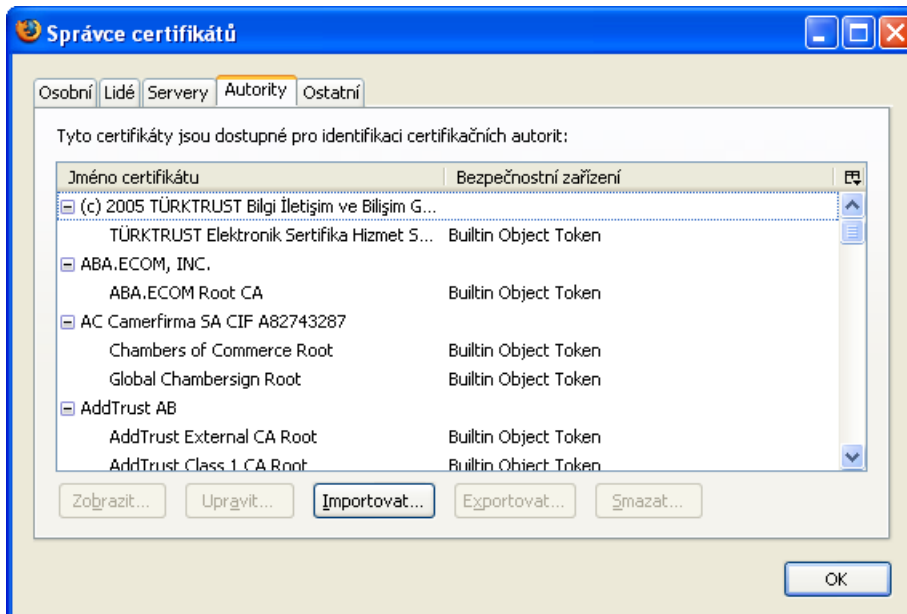 Správce certifikátů
Osobní Lidé Servery Autority Ostatní
Tyto certifikáty jsou dostupné pro identifikaci certifikačních autorit:
Jméno certifikátu Bezpečnostní zařízení
(c) 2005 TÜRKTRUST Bilgi İletişim ve Bilişim G...
TÜRKTRUST Elektronik Sertifika Hizmet S... Builtin Object Token
ABA.ECOM, INC.
ABA.ECOM Root CA Builtin Object Token
AC Camerfirma SA CIF A82743287
Chambers of Commerce Root Builtin Object Token
Global Chambersign Root Builtin Object Token
AddTrust AB
AddTrust External CA Root Builtin Object Token
AddTrust Class 1 CA Root Builtin Object Token
Zobrazit... Upravit... Importovat... Exportovat... Smazat...
OK